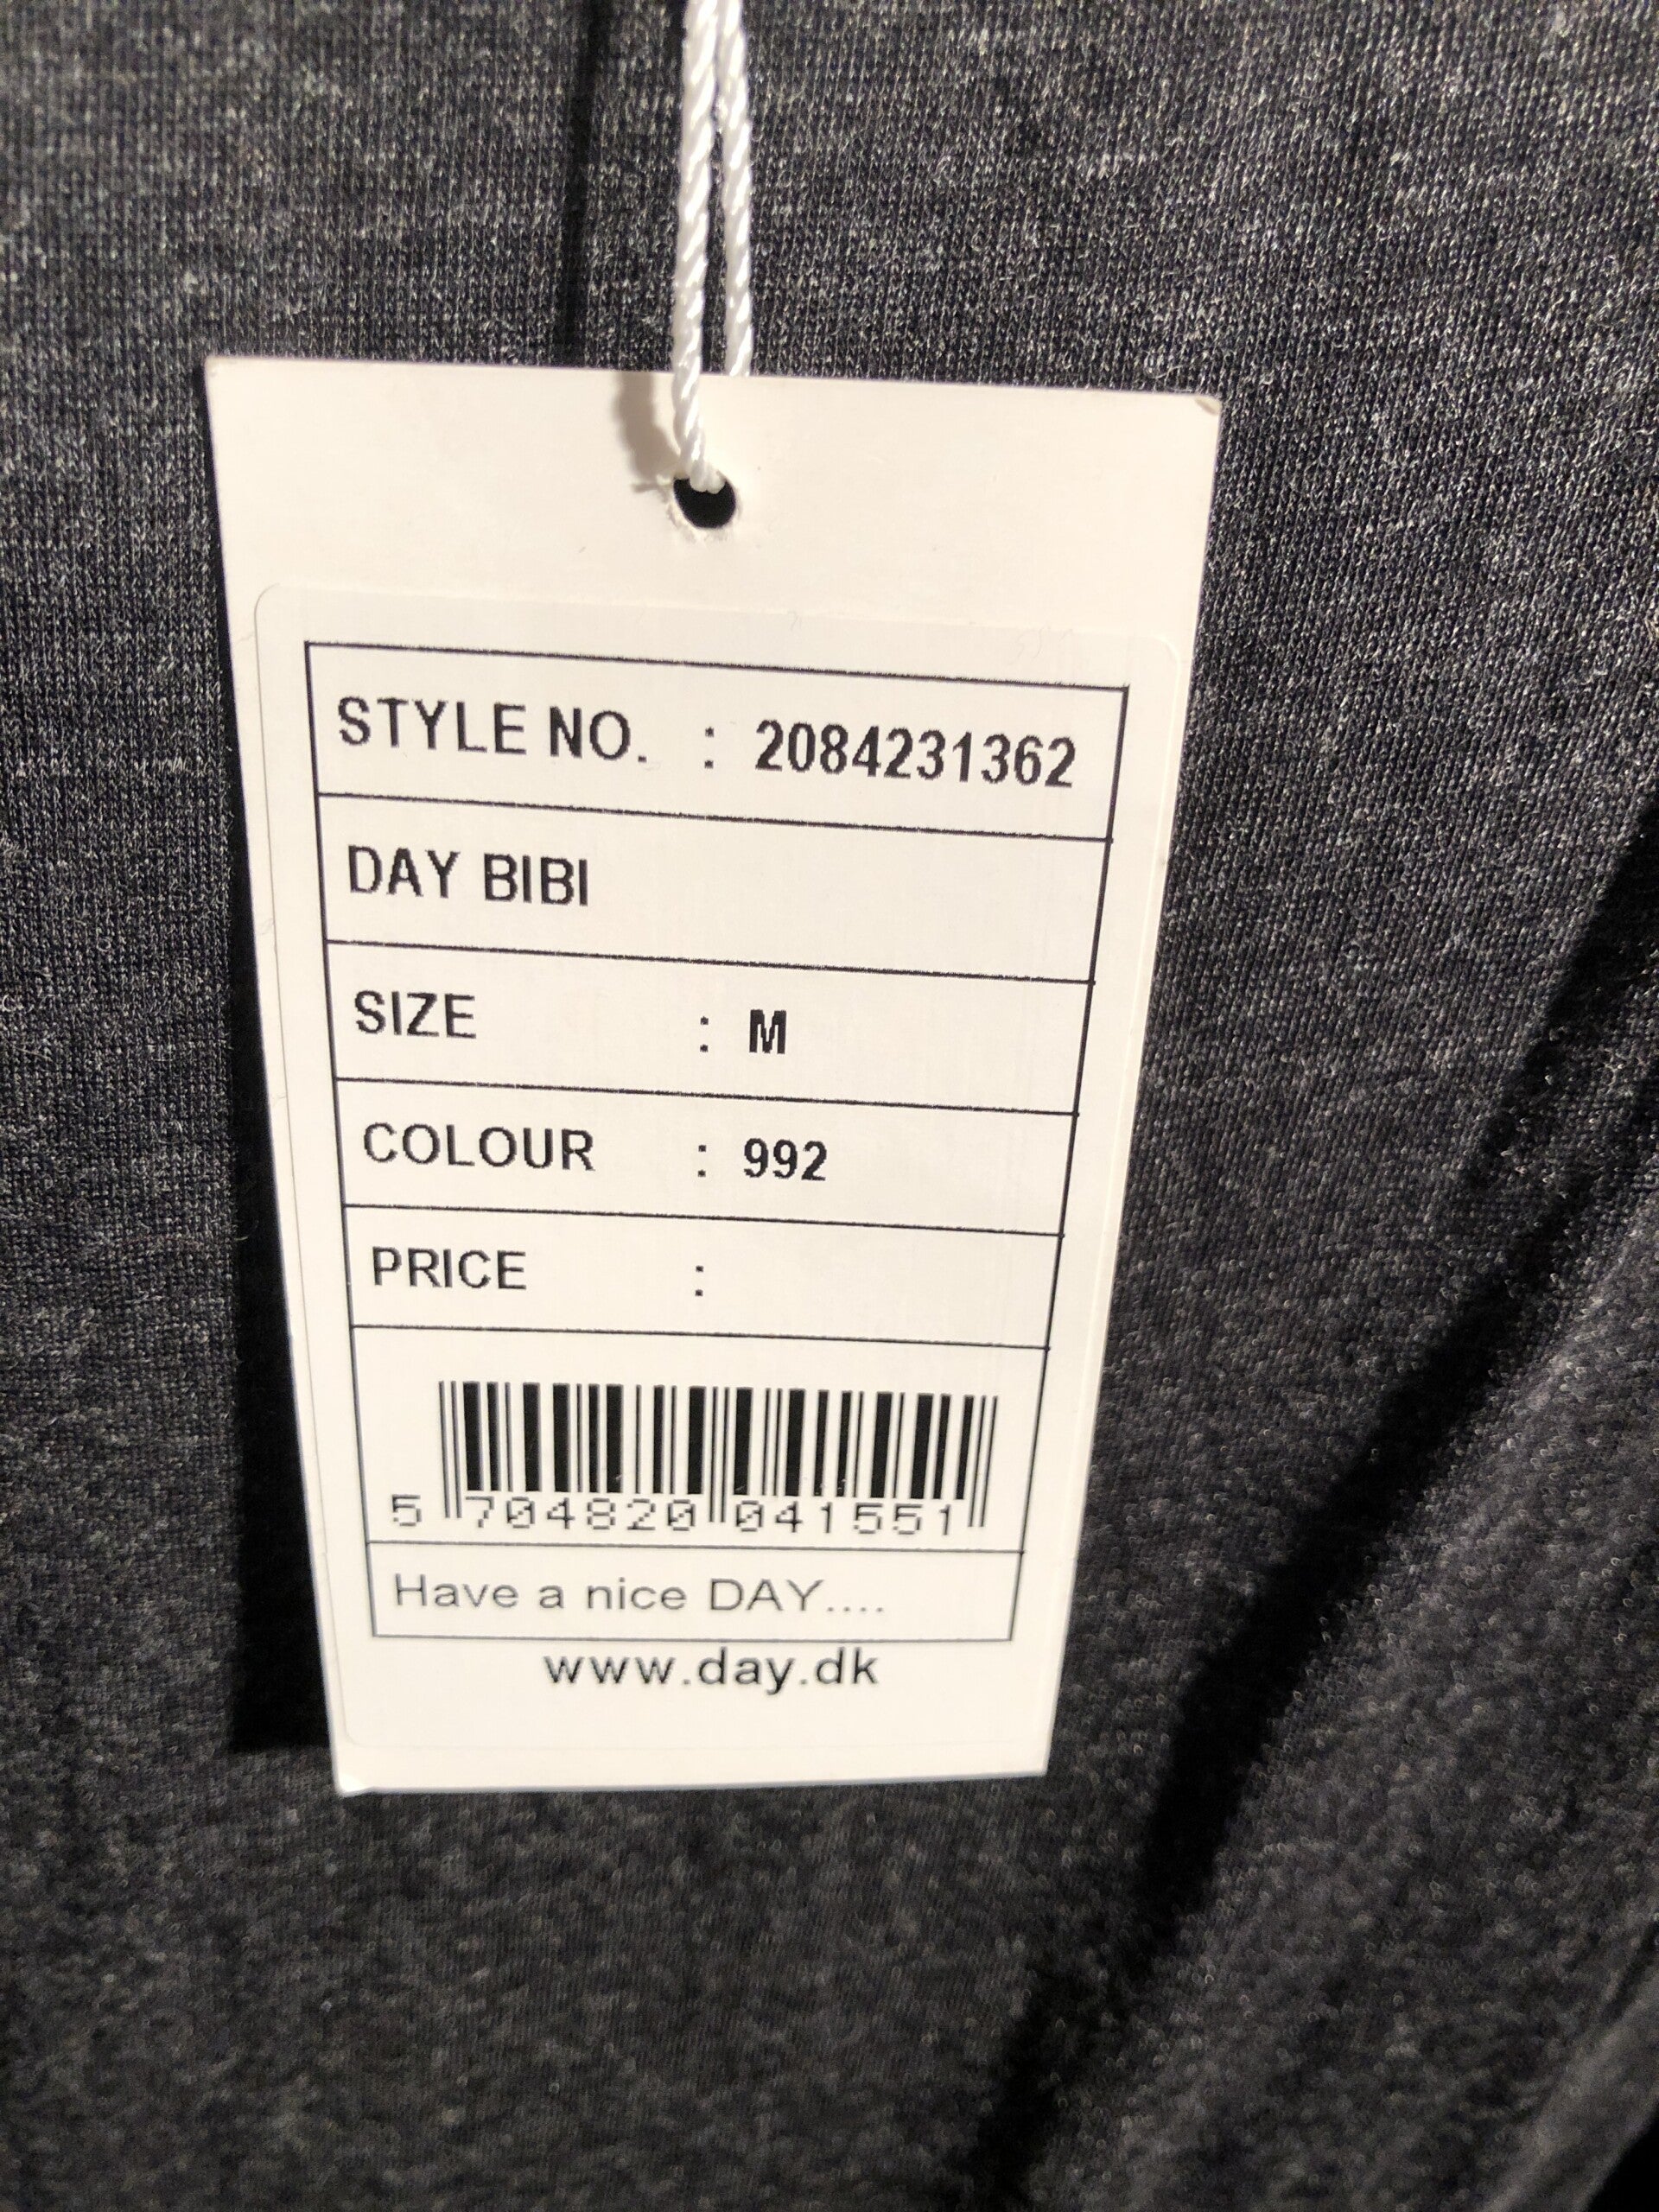 STYLE NO. : 2084231362
DAY BIBI
SIZE : M
COLOUR : 992
PRICE :
5 704820 041551
Have a nice DAY....
www.day.dk